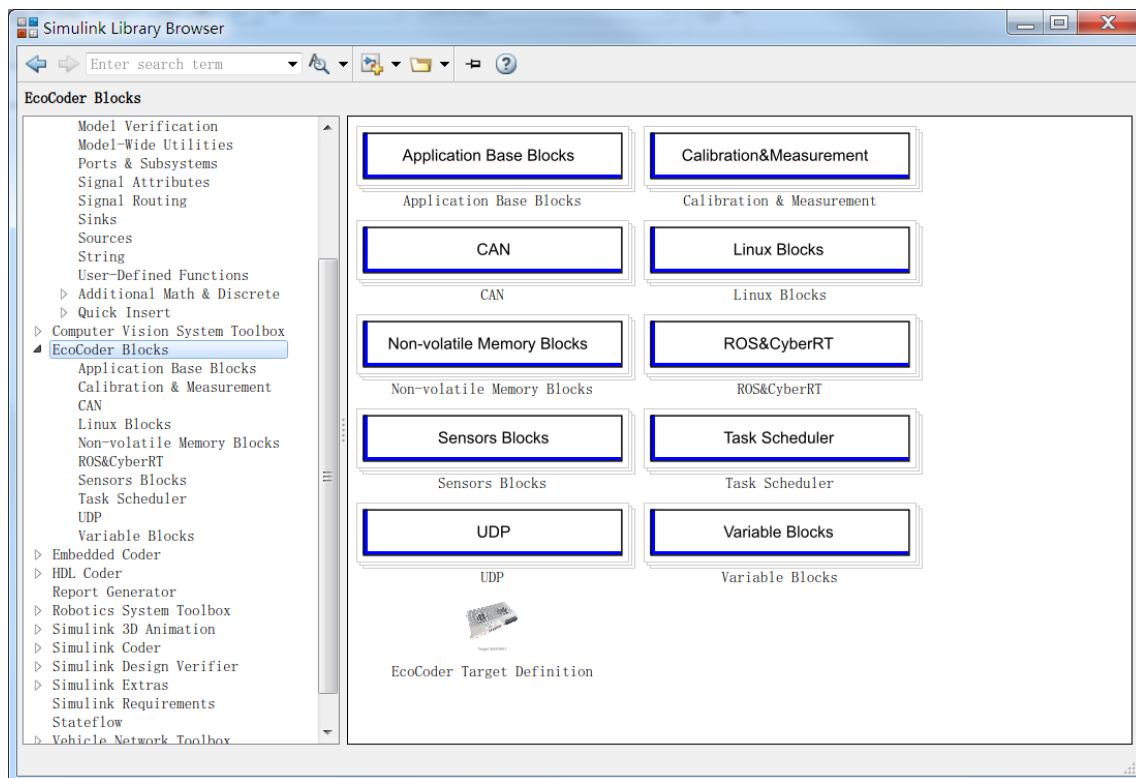 Simulink Library Browser
Enter search term
EcoCoder Blocks
Model Verification
Model-Wide Utilities
Ports & Subsystems
Signal Attributes
Signal Routing
Sinks
Sources
String
User-Defined Functions
Additional Math & Discrete
Quick Insert
Computer Vision System Toolbox
EcoCoder Blocks
Application Base Blocks
Calibration & Measurement
CAN
Linux Blocks
Non-volatile Memory Blocks
ROS&CyberRT
Sensors Blocks
Task Scheduler
UDP
Variable Blocks
Embedded Coder
HDL Coder
Report Generator
Robotics System Toolbox
Simulink 3D Animation
Simulink Coder
Simulink Design Verifier
Simulink Extras
Simulink Requirements
Stateflow
Vehicle Network Toolbox
Application Base Blocks
Application Base Blocks
Calibration&Measurement
Calibration & Measurement
CAN
CAN
Linux Blocks
Linux Blocks
Non-volatile Memory Blocks
Non-volatile Memory Blocks
ROS&CyberRT
ROS&CyberRT
Sensors Blocks
Sensors Blocks
Task Scheduler
Task Scheduler
UDP
UDP
Variable Blocks
Variable Blocks
EcoCoder Target Definition